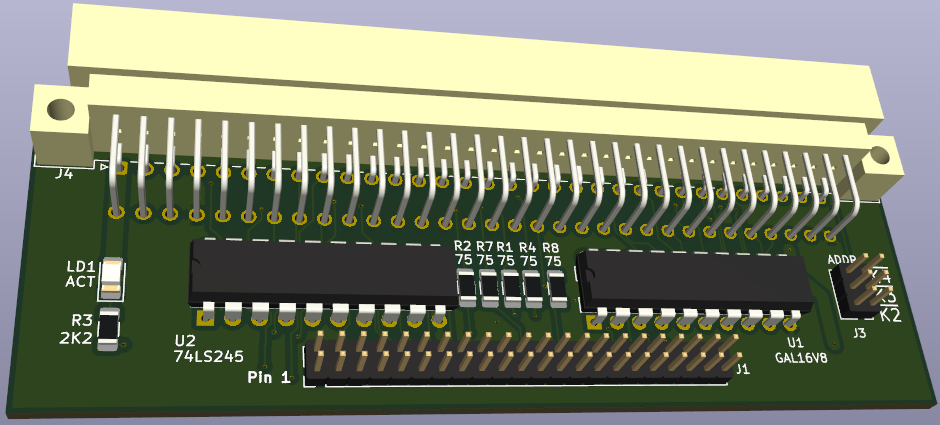 J4
R2 R7 R1 R4 R8
75 75 75 75 75
LD1
ACT
ADDR
K2
R3
2K2
J3
U2
74LS245
U1
GAL16V8
J1
Pin 1